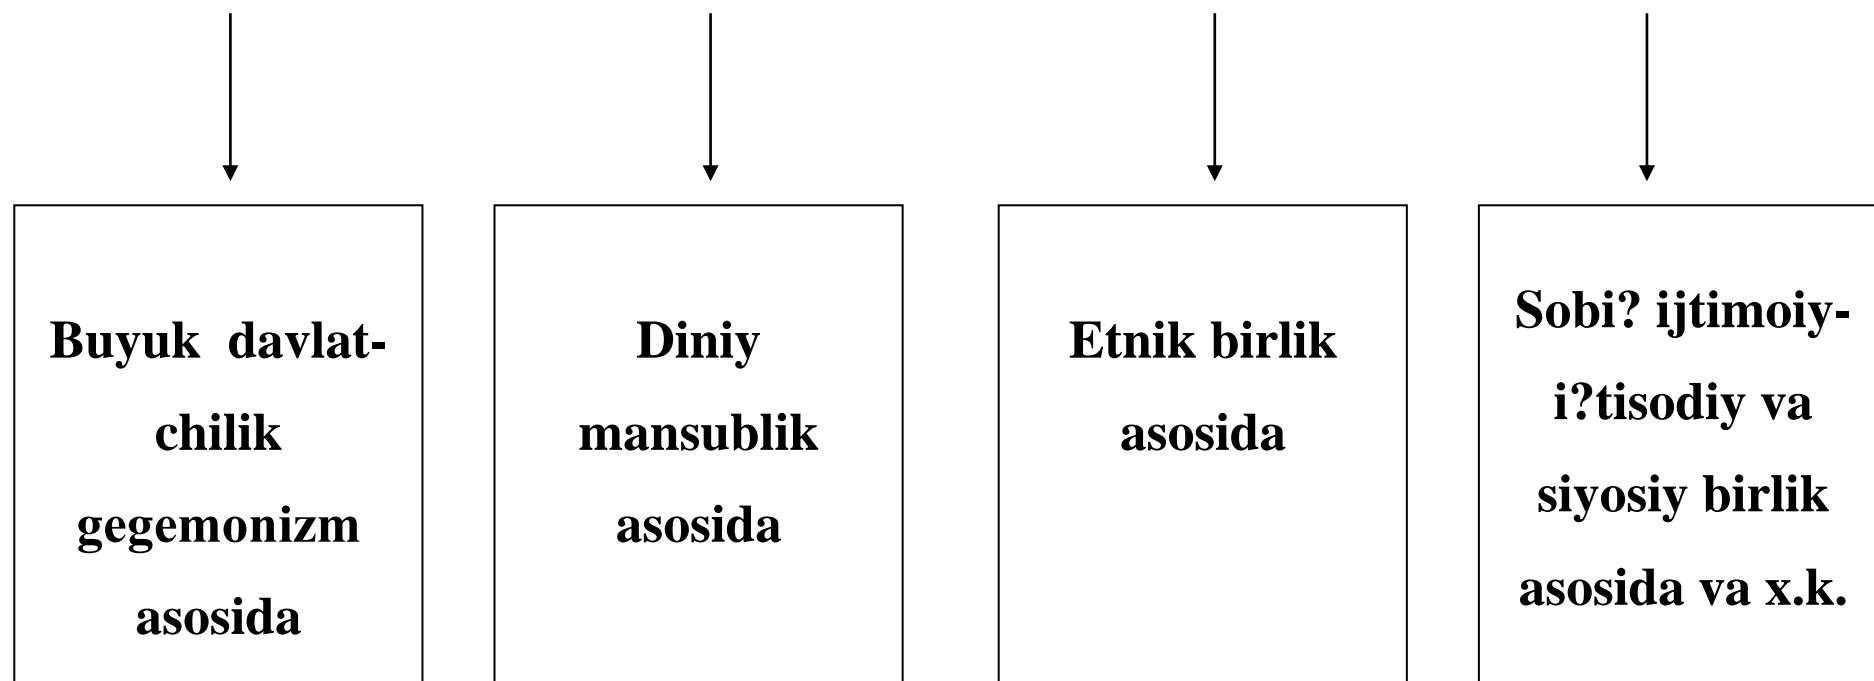 Buyuk davlat-
chilik
gegemonizm
asosida
Diniy
mansublik
asosida
Etnik birlik
asosida
Sobi? ijtimoiy-
i?tisodiy va
siyosiy birlik
asosida va x.k.